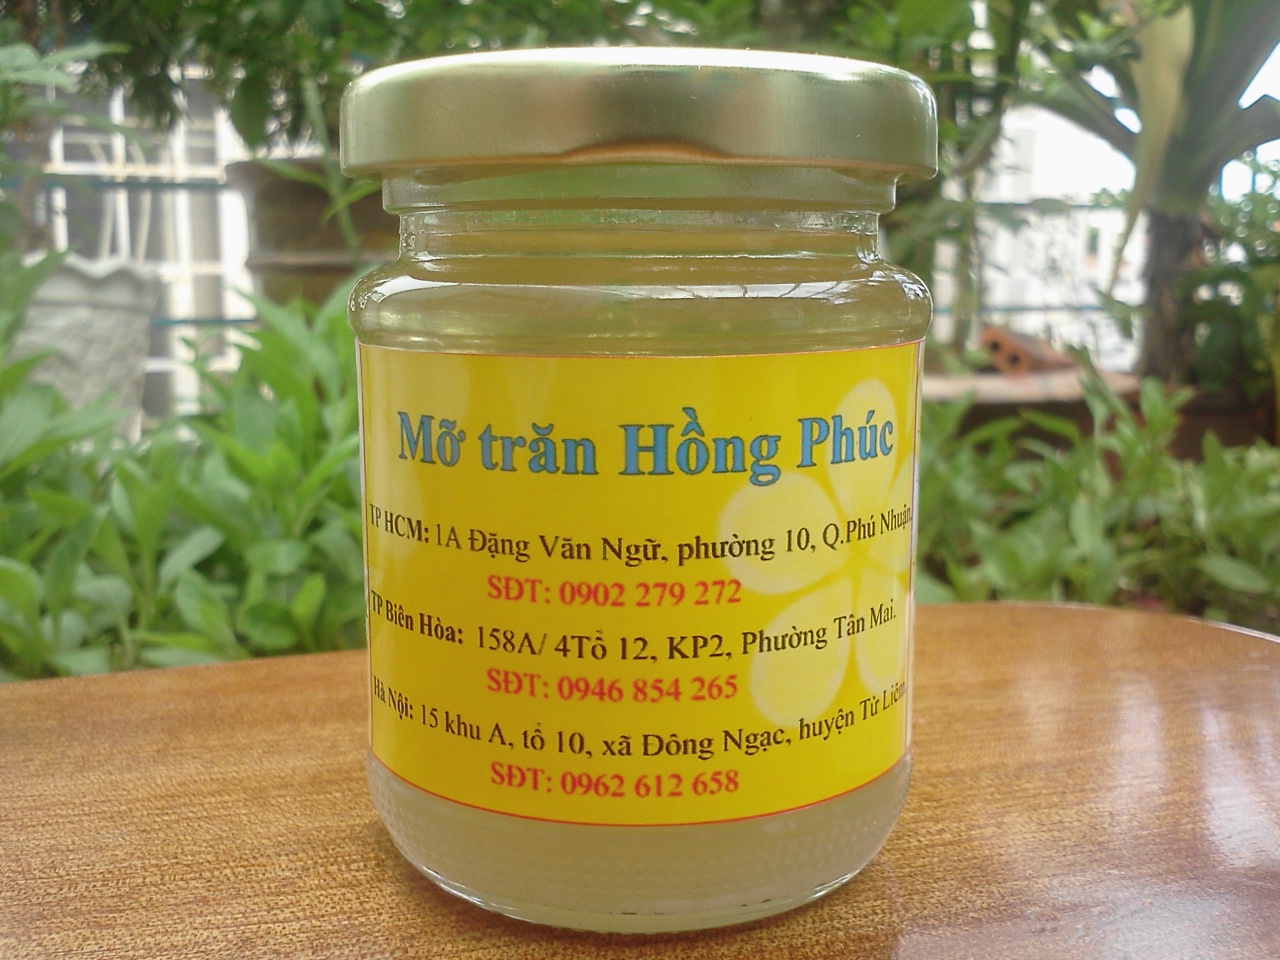 Mỡ trăn Hồng Phúc
TP HCM: 1A Đặng Văn Ngữ, phường 10, Q.Phú Nhuận.
SĐT: 0902 279 272
TP Biên Hòa: 158A/ 4Tổ 12, KP2, Phường Tân Mai.
SĐT: 0946 854 265
Hà Nội: 15 khu A, tổ 10, xã Đông Ngạc, huyện Từ Liêm.
SĐT: 0962 612 658